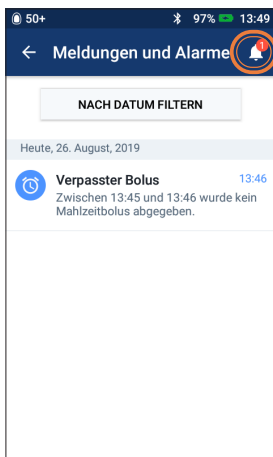 50+ 97% 13:49
Meldungen und Alarme 1
NACH DATUM FILTERN
Heute, 26. August, 2019
Verpasster Bolus 13:46
Zwischen 13:45 und 13:46 wurde kein
Mahlzeitbolus abgegeben.